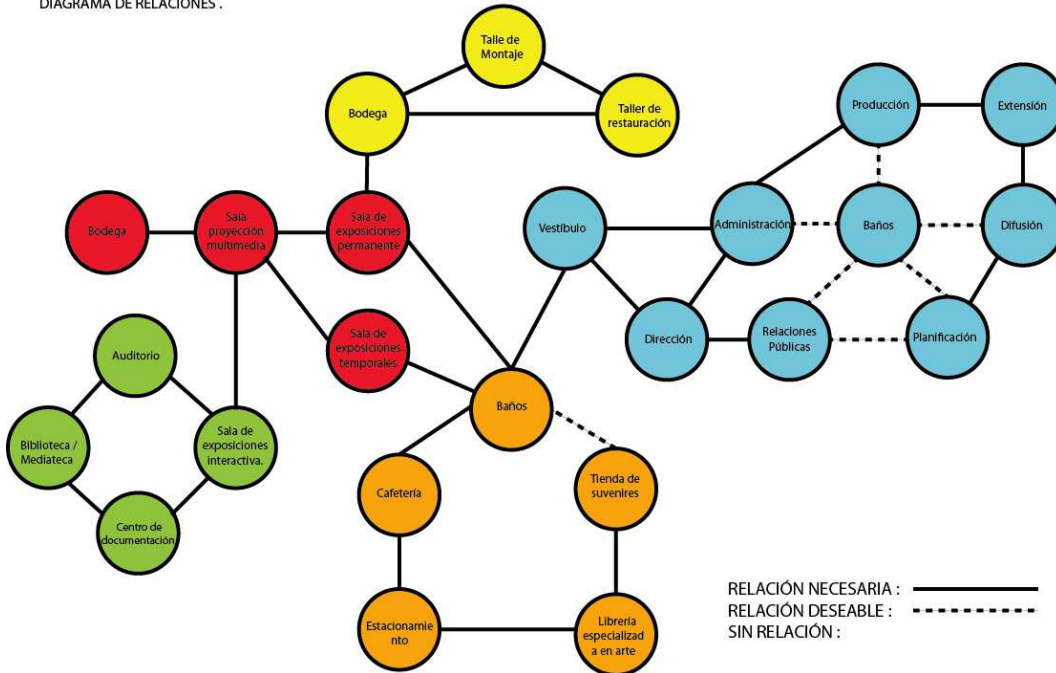 DIAGRAMA DE RELACIONES .
Talle de
Montaje
Bodega
Taller de
restauración
Producción
Extensión
Bodega
Sala
proyección
multimedia
Sala de
exposiciones
permanente
Vestíbulo
Administración
Baños
Difusión
Auditorio
Sala de
exposiciones
temporales
Dirección
Relaciones
Públicas
Planificación
Baños
Biblioteca /
Mediateca
Sala de
exposiciones
interactiva.
Cafetería
Tienda de
suvenires
Centro de
documentación
Estacionamie
nto
Librería
especializad
a en arte
RELACIÓN NECESARIA :
RELACIÓN DESEABLE :
SIN RELACIÓN :